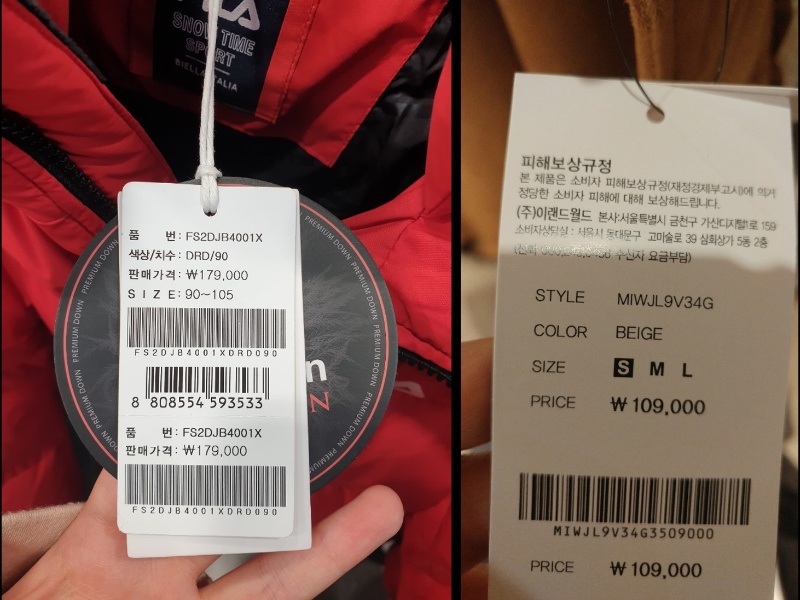 SNOW TIME
SPORT
BIELLA ITALIA
PREMIUM DOWN PREMIUM DOWN PREMIUM DOWN PREMIUM DOWN
품 번: FS2DJB4001X
색상/치수: DRD/90
판매가격: ₩179,000
SIZE: 90~105
FS2DJB4001XDRD090
8 808554 593533
품 번: FS2DJB4001X
판매가격: ₩179,000
FS2DJB4001XDRD090
피해보상규정
본 제품은 소비자 피해보상규정(재정경제부고시)에 의거
정당한 소비자 피해에 대해 보상해드립니다.
(주)이랜드월드 본사:서울특별시 금천구 가산디지털1로 159
소비자상담실: 서울시 동대문구 고미술로 39 삼희상가 5동 2층
수신자 요금부담)
STYLE MIWJL9V34G
COLOR BEIGE
SIZE S M L
PRICE ₩109,000
MIWJL9V34G3509000
PRICE ₩109,000